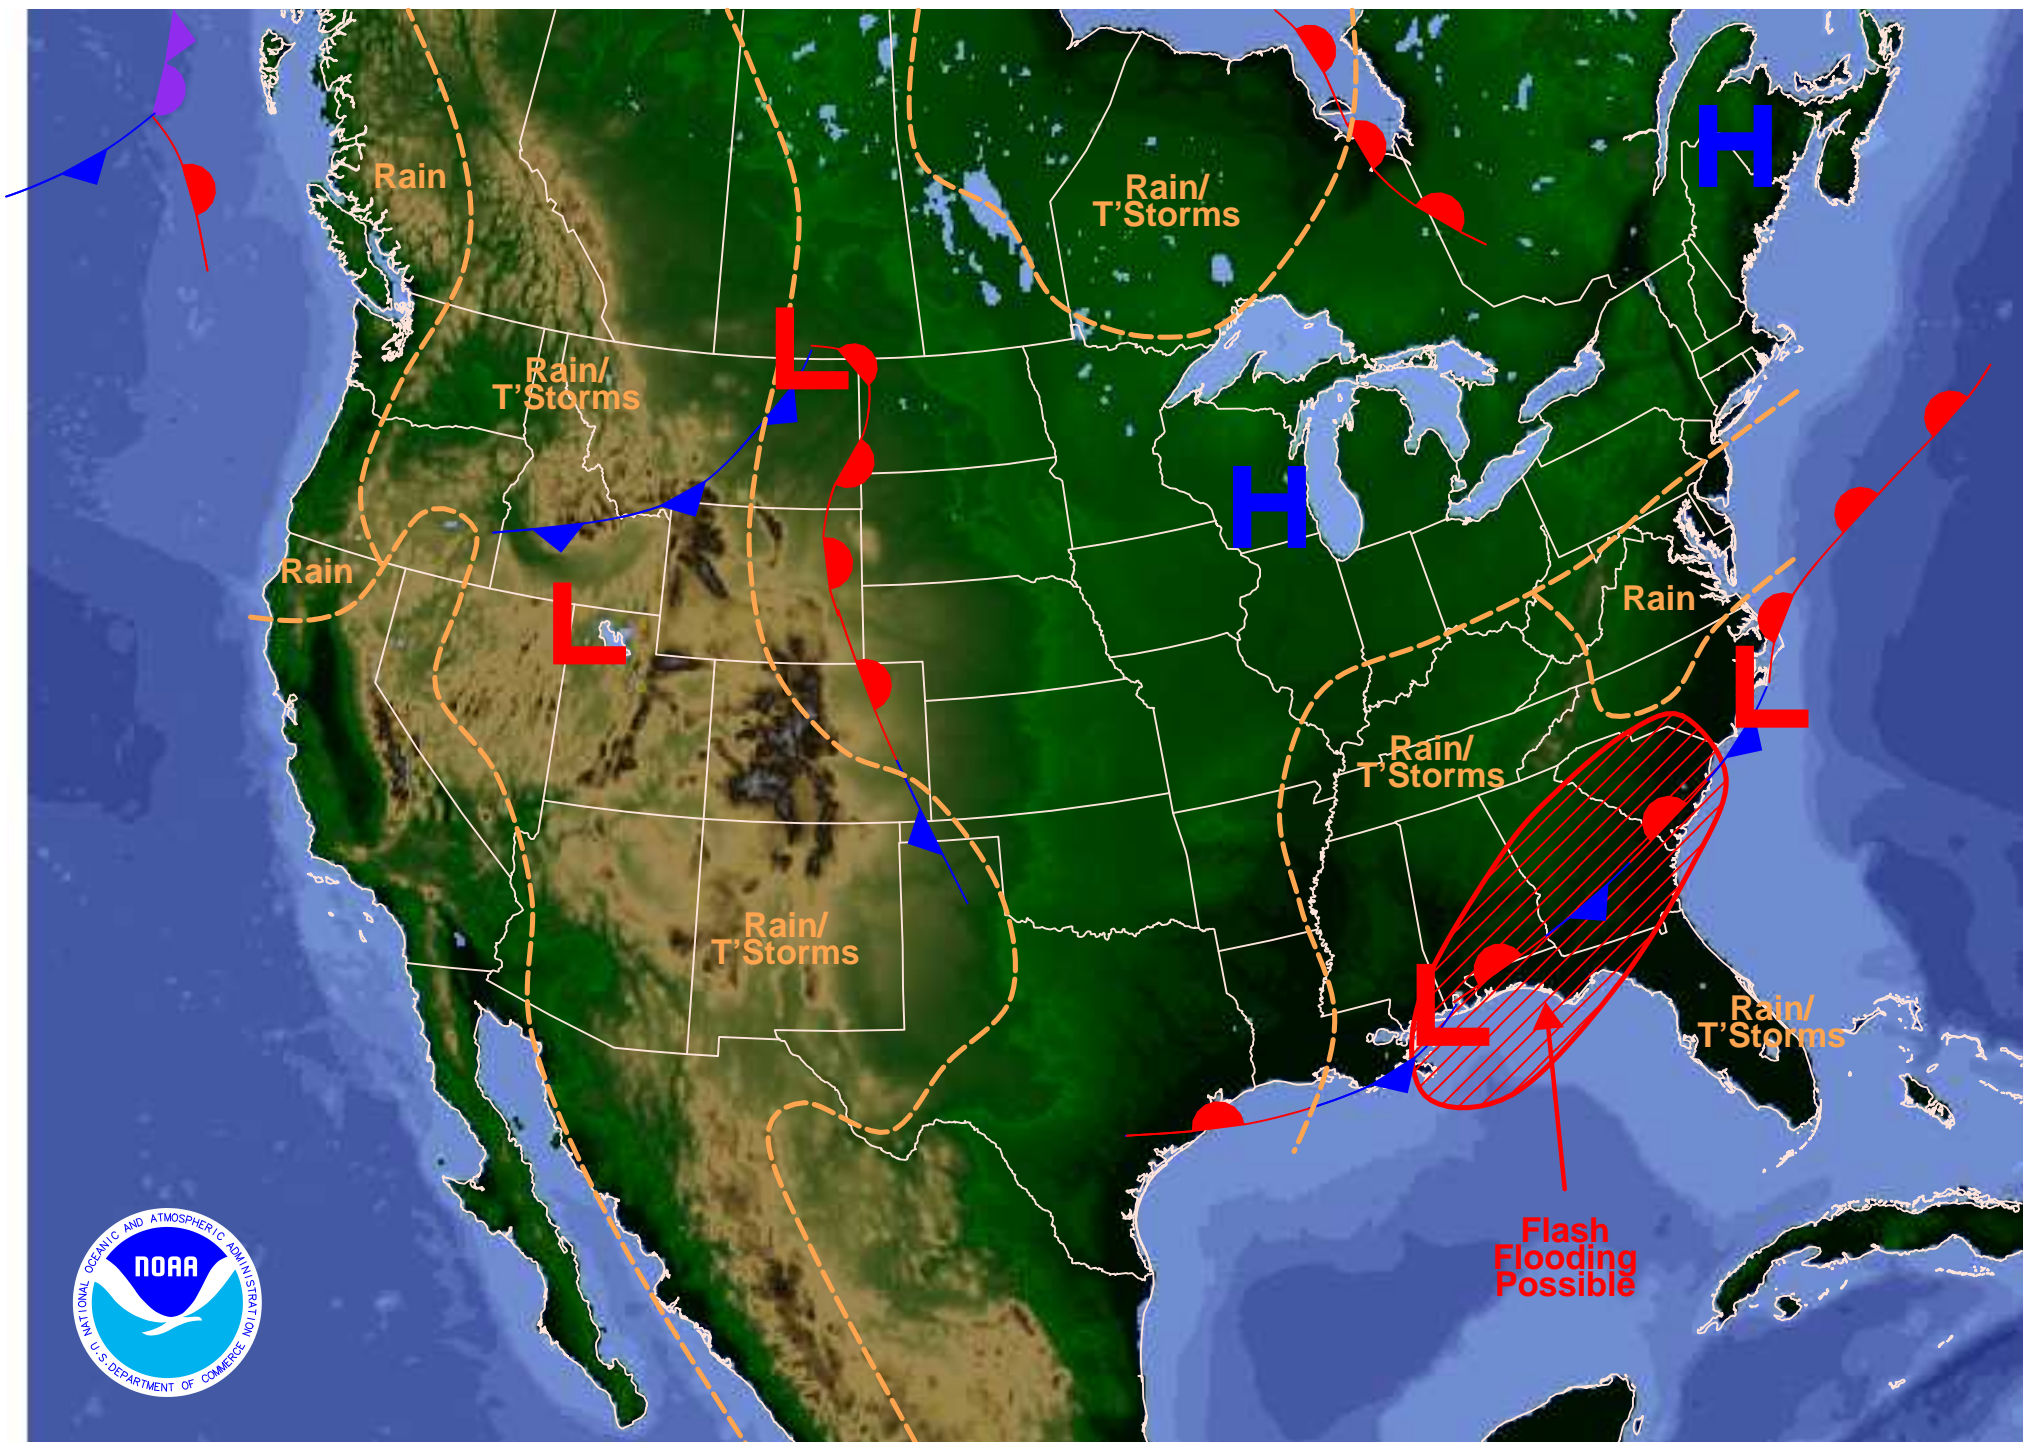 H
Rain
Rain/
T'Storms
L
Rain/
T'Storms
H
Rain
L
Rain
L
Rain/
T'Storms
Rain/
T'Storms
L
Rain/
T'Storms
Flash
Flooding
Possible
NATIONAL OCEANIC AND ATMOSPHERIC ADMINISTRATION
NOAA
U.S. DEPARTMENT OF COMMERCE